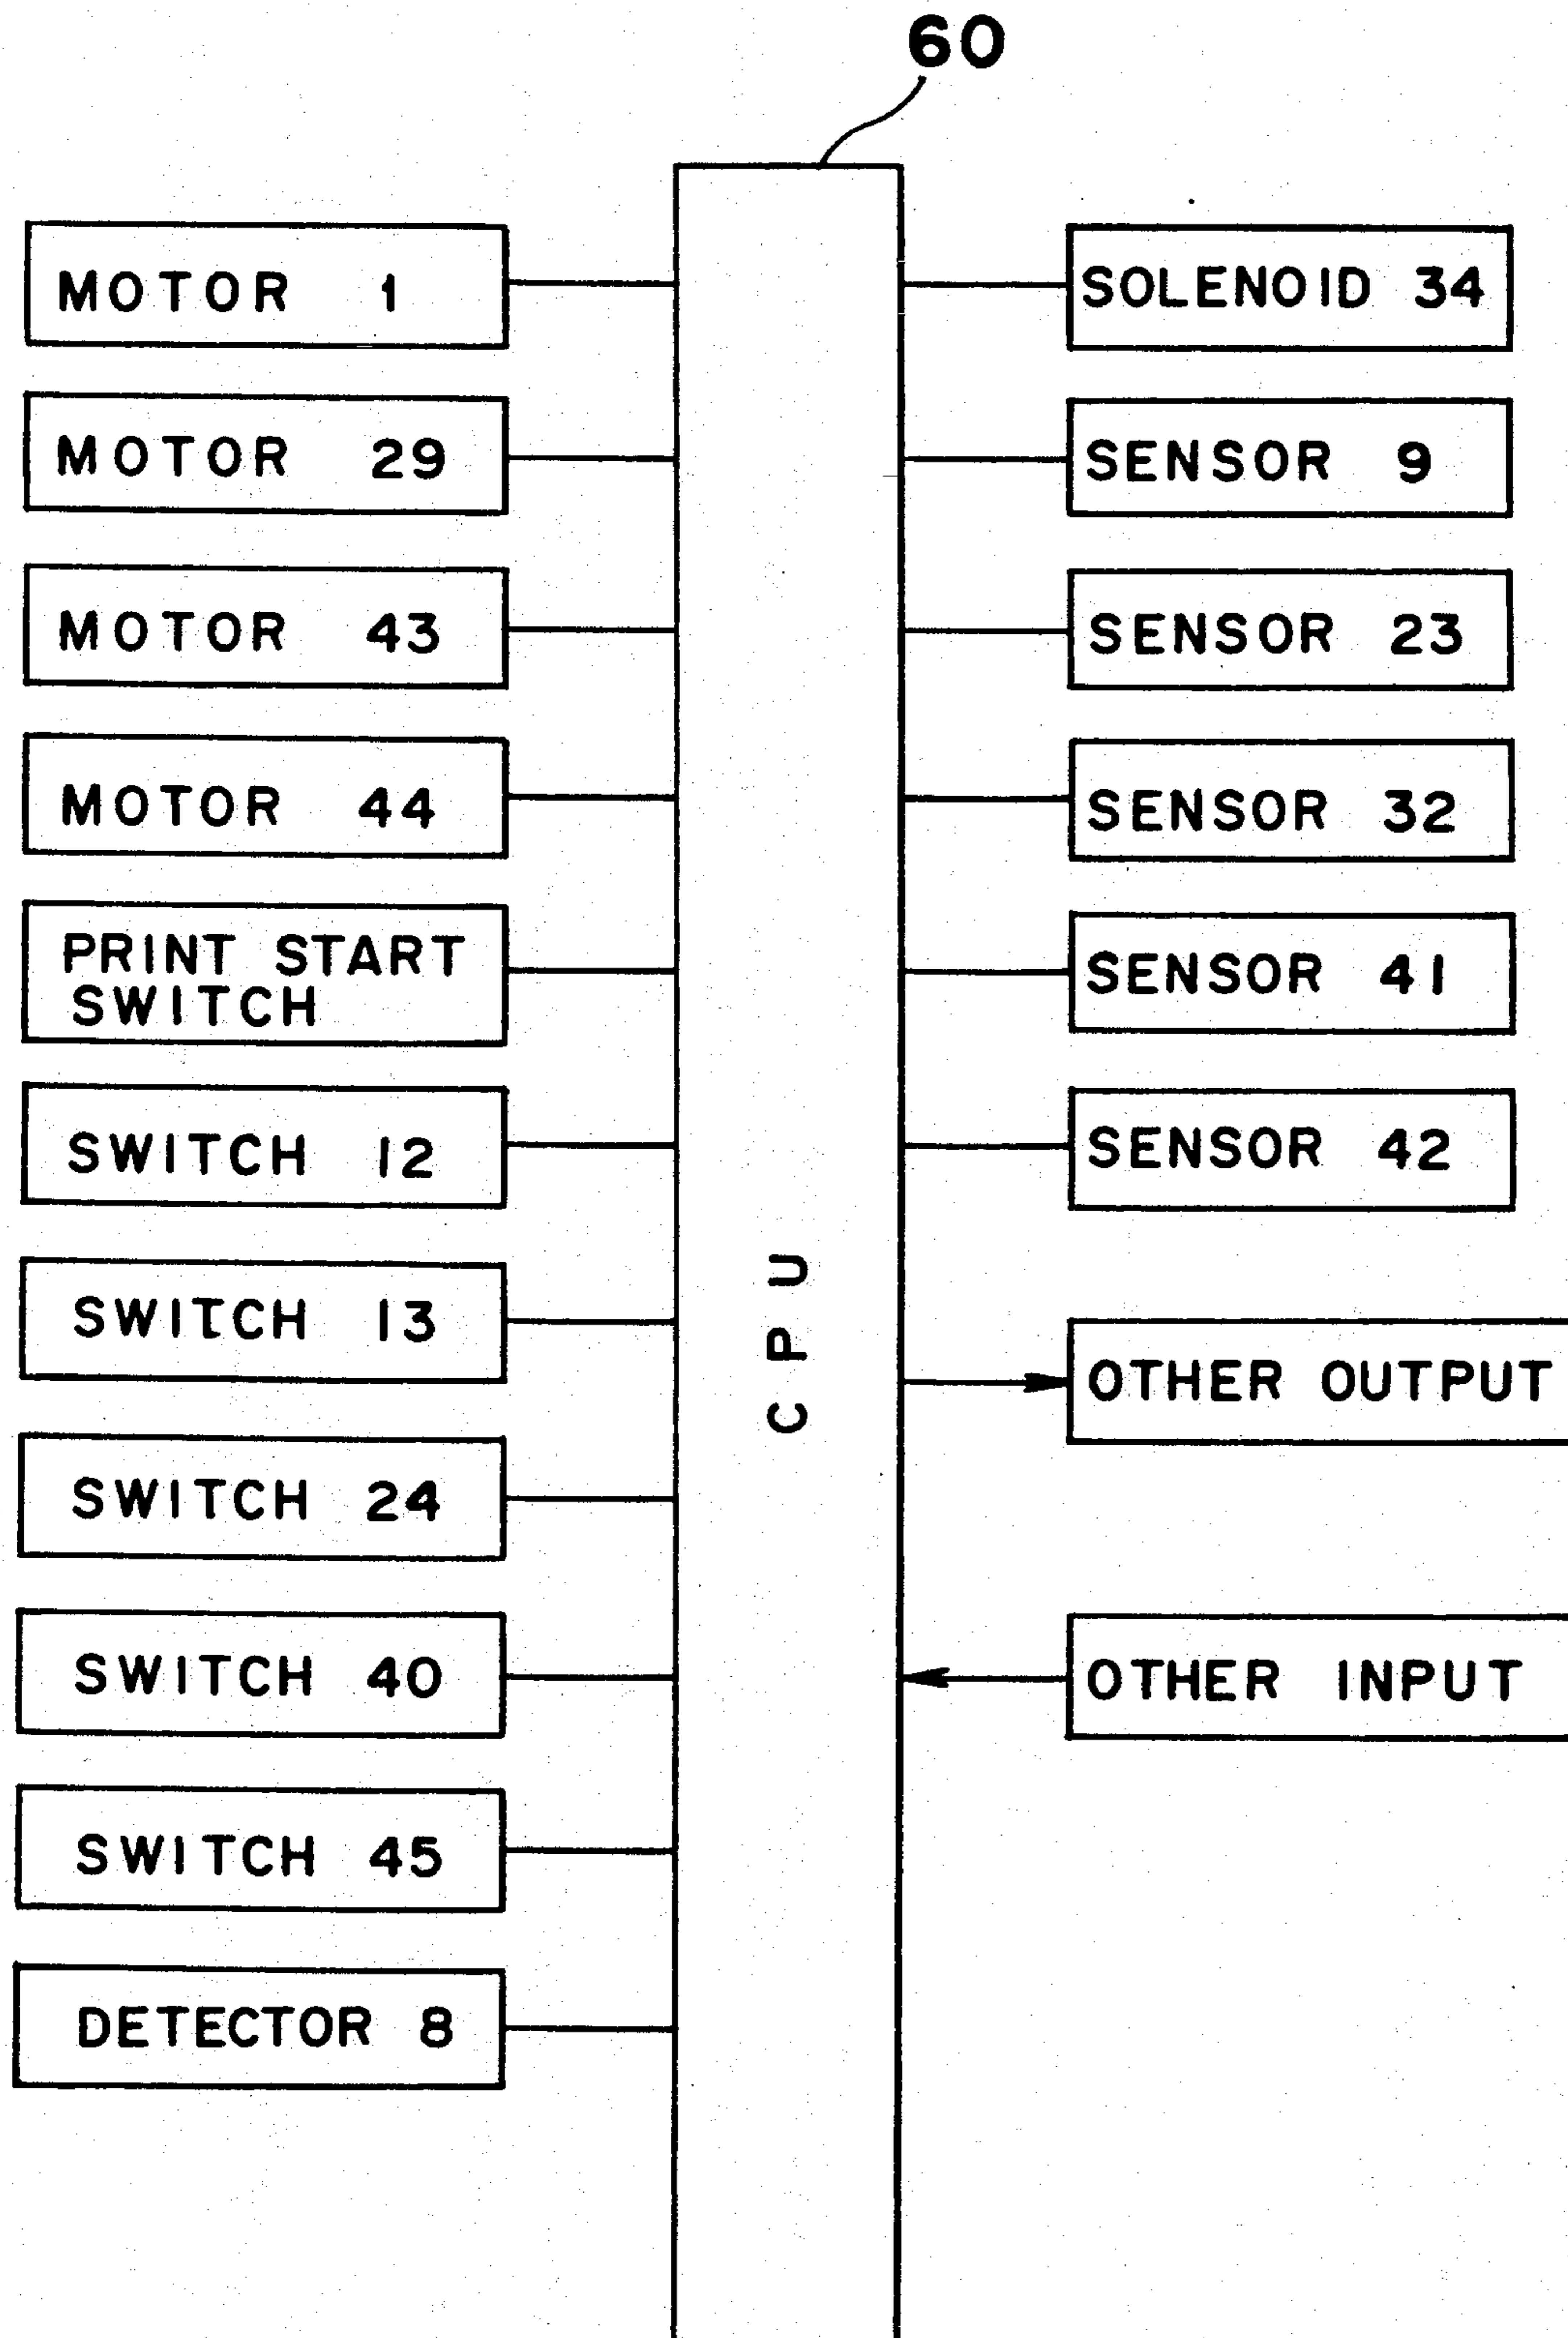 60
MOTOR 1
MOTOR 29
MOTOR 43
MOTOR 44
PRINT START
SWITCH
SWITCH 12
SWITCH 13
SWITCH 24
SWITCH 40
SWITCH 45
DETECTOR 8
CPU
SOLENOID 34
SENSOR 9
SENSOR 23
SENSOR 32
SENSOR 41
SENSOR 42
OTHER OUTPUT
OTHER INPUT